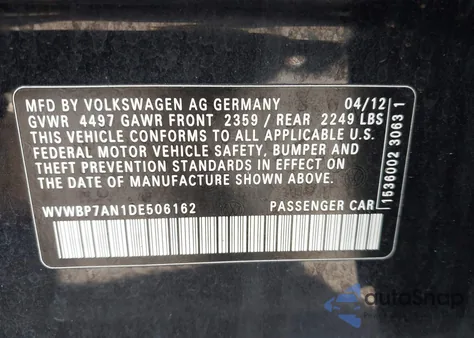 MFD BY VOLKSWAGEN AG GERMANY 04/12
GVWR 4497 GAWR FRONT 2359 / REAR 2249 LBS
THIS VEHICLE CONFORMS TO ALL APPLICABLE U.S.
FEDERAL MOTOR VEHICLE SAFETY, BUMPER AND
THEFT PREVENTION STANDARDS IN EFFECT ON THE
DATE OF MANUFACTURE SHOWN ABOVE.
WVWBP7AN1DE506162 PASSENGER CAR
1536002 3063 1
autoSnap